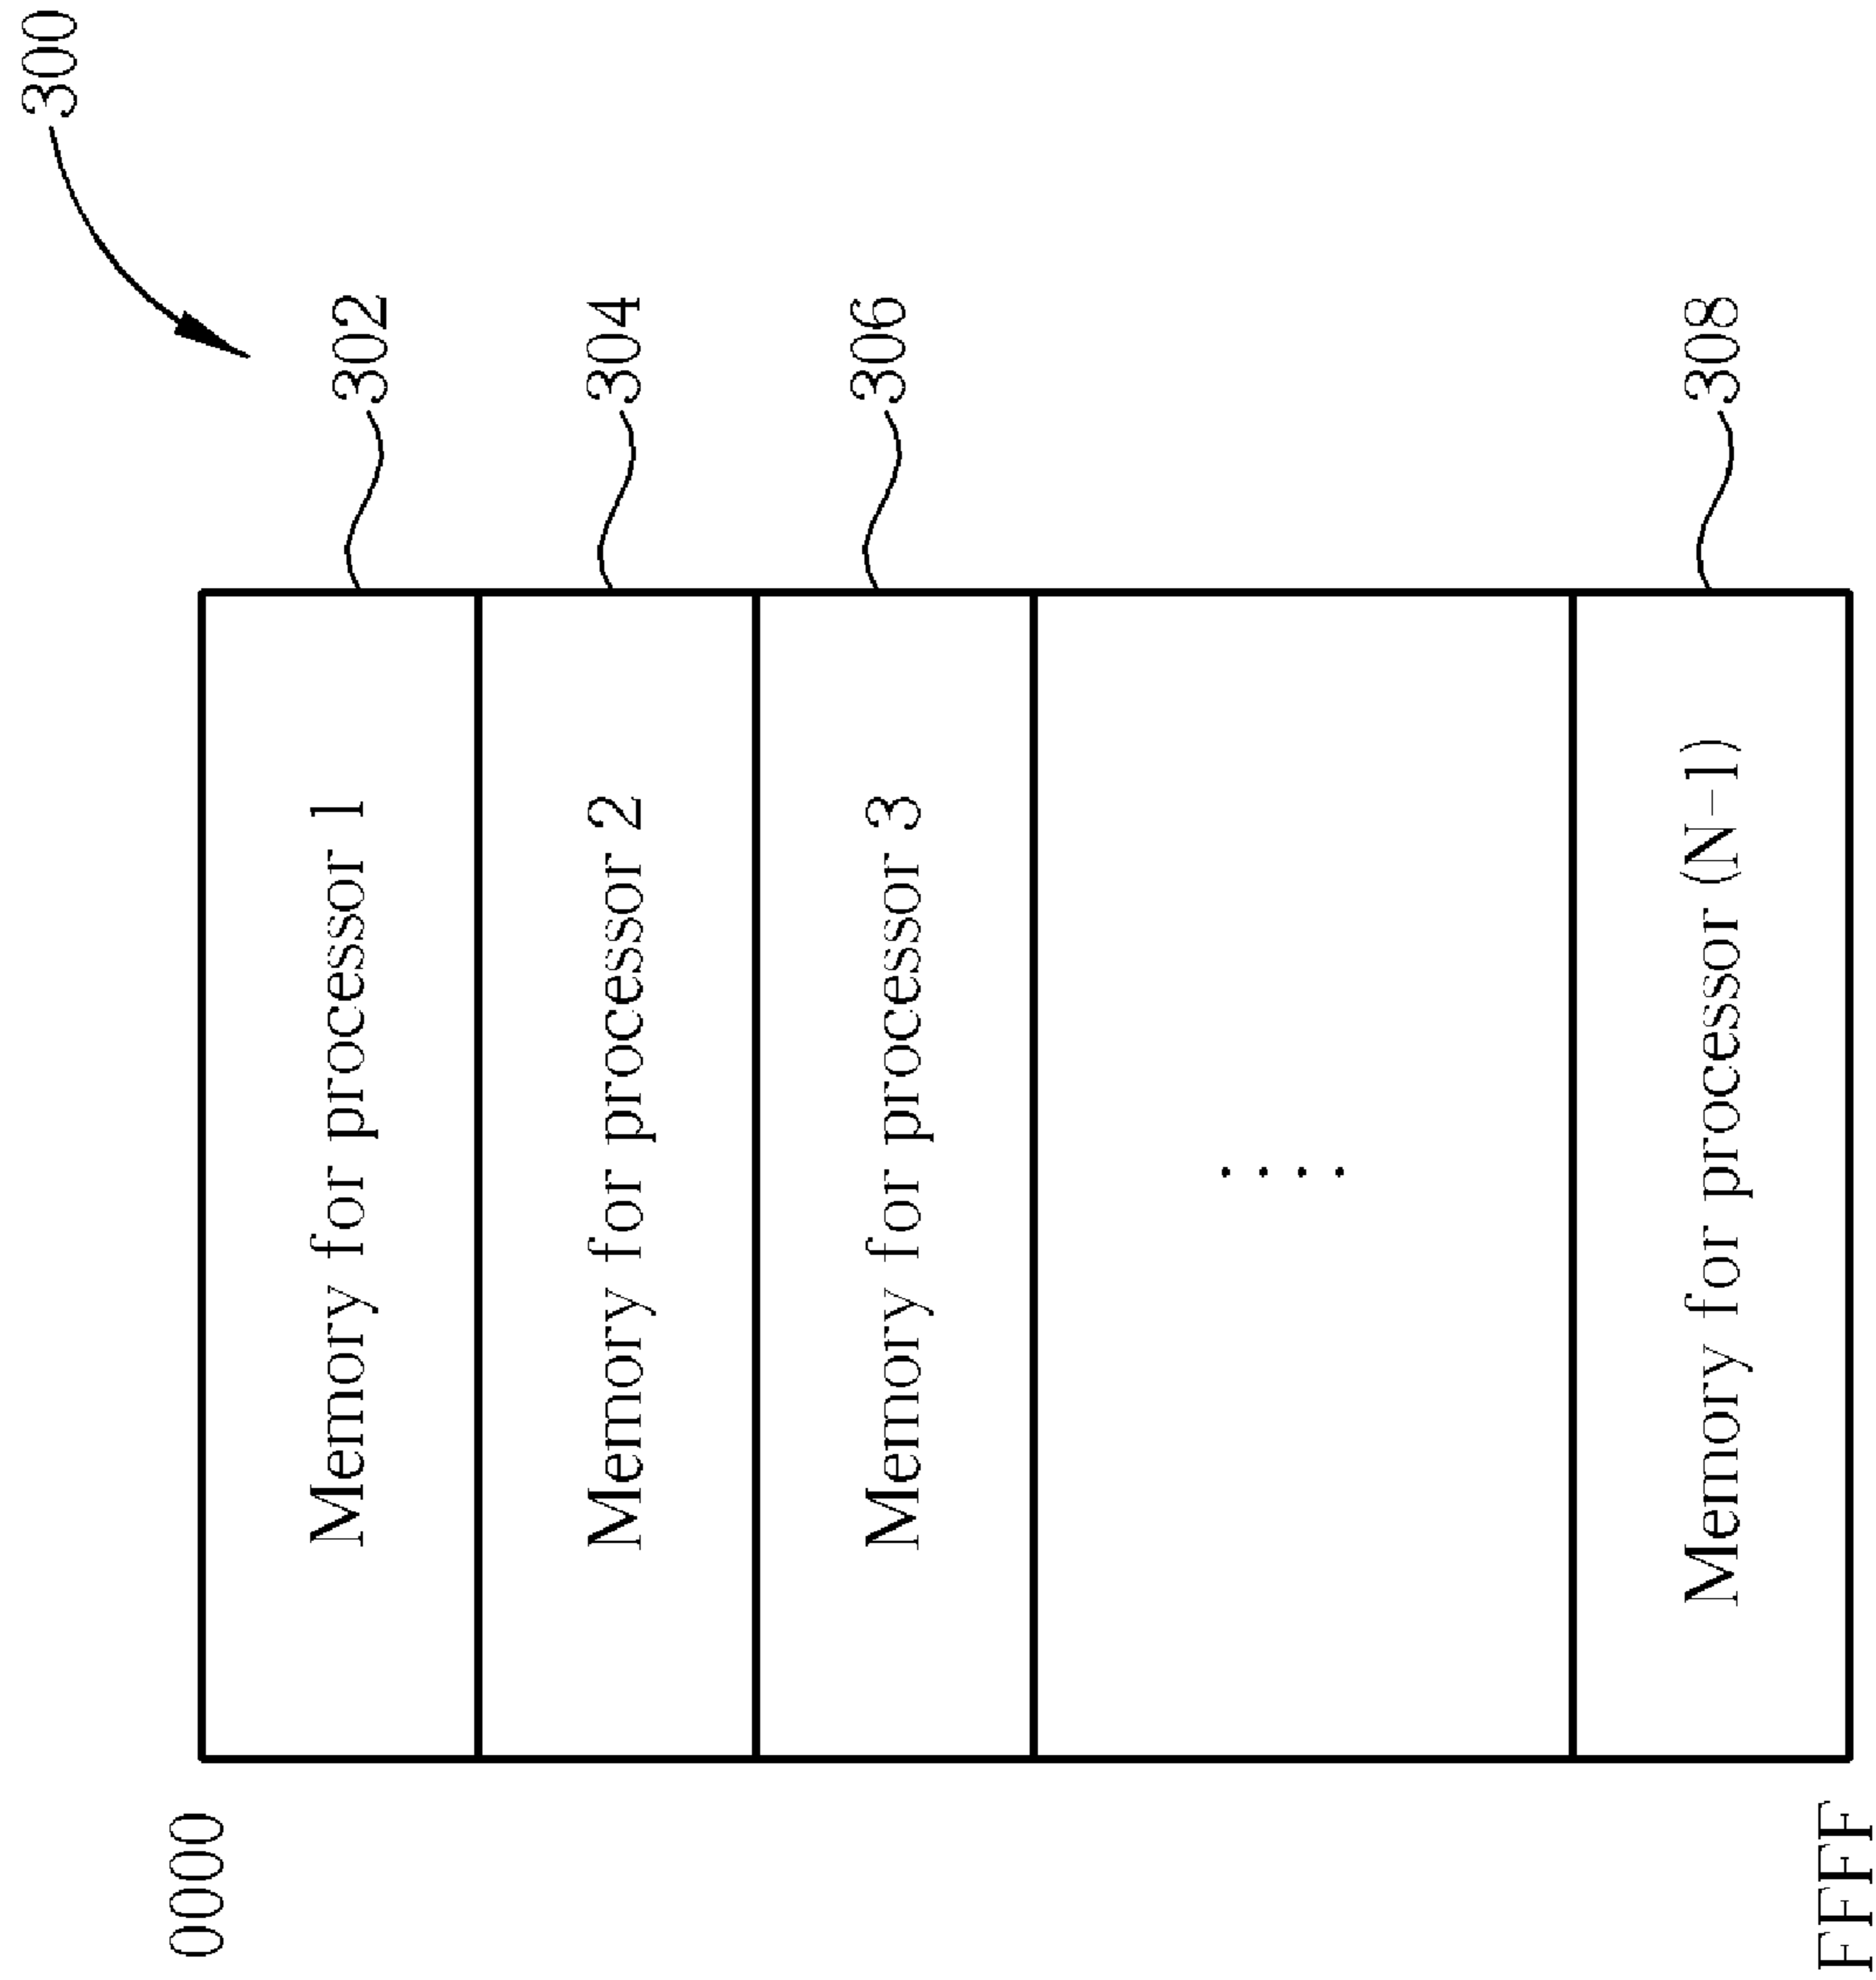 300
0000
Memory for processor 1
302
Memory for processor 2
304
Memory for processor 3
306
....
Memory for processor (N-1)
308
FFFF